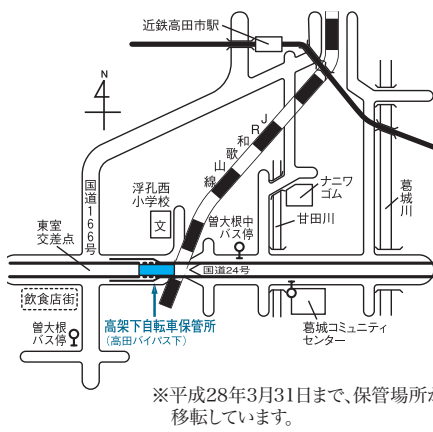 近鉄高田市駅
N
JR和歌山線
国道166号
浮孔西
小学校
文
ナニワ
ゴム
葛城川
甘田川
曽大根中
バス停
東室
交差点
国道24号
飲食店街
高架下自転車保管所
(高田バイパス下)
葛城コミュニティ
センター
曽大根
バス停
※平成28年3月31日まで、保管場所が
移転しています。